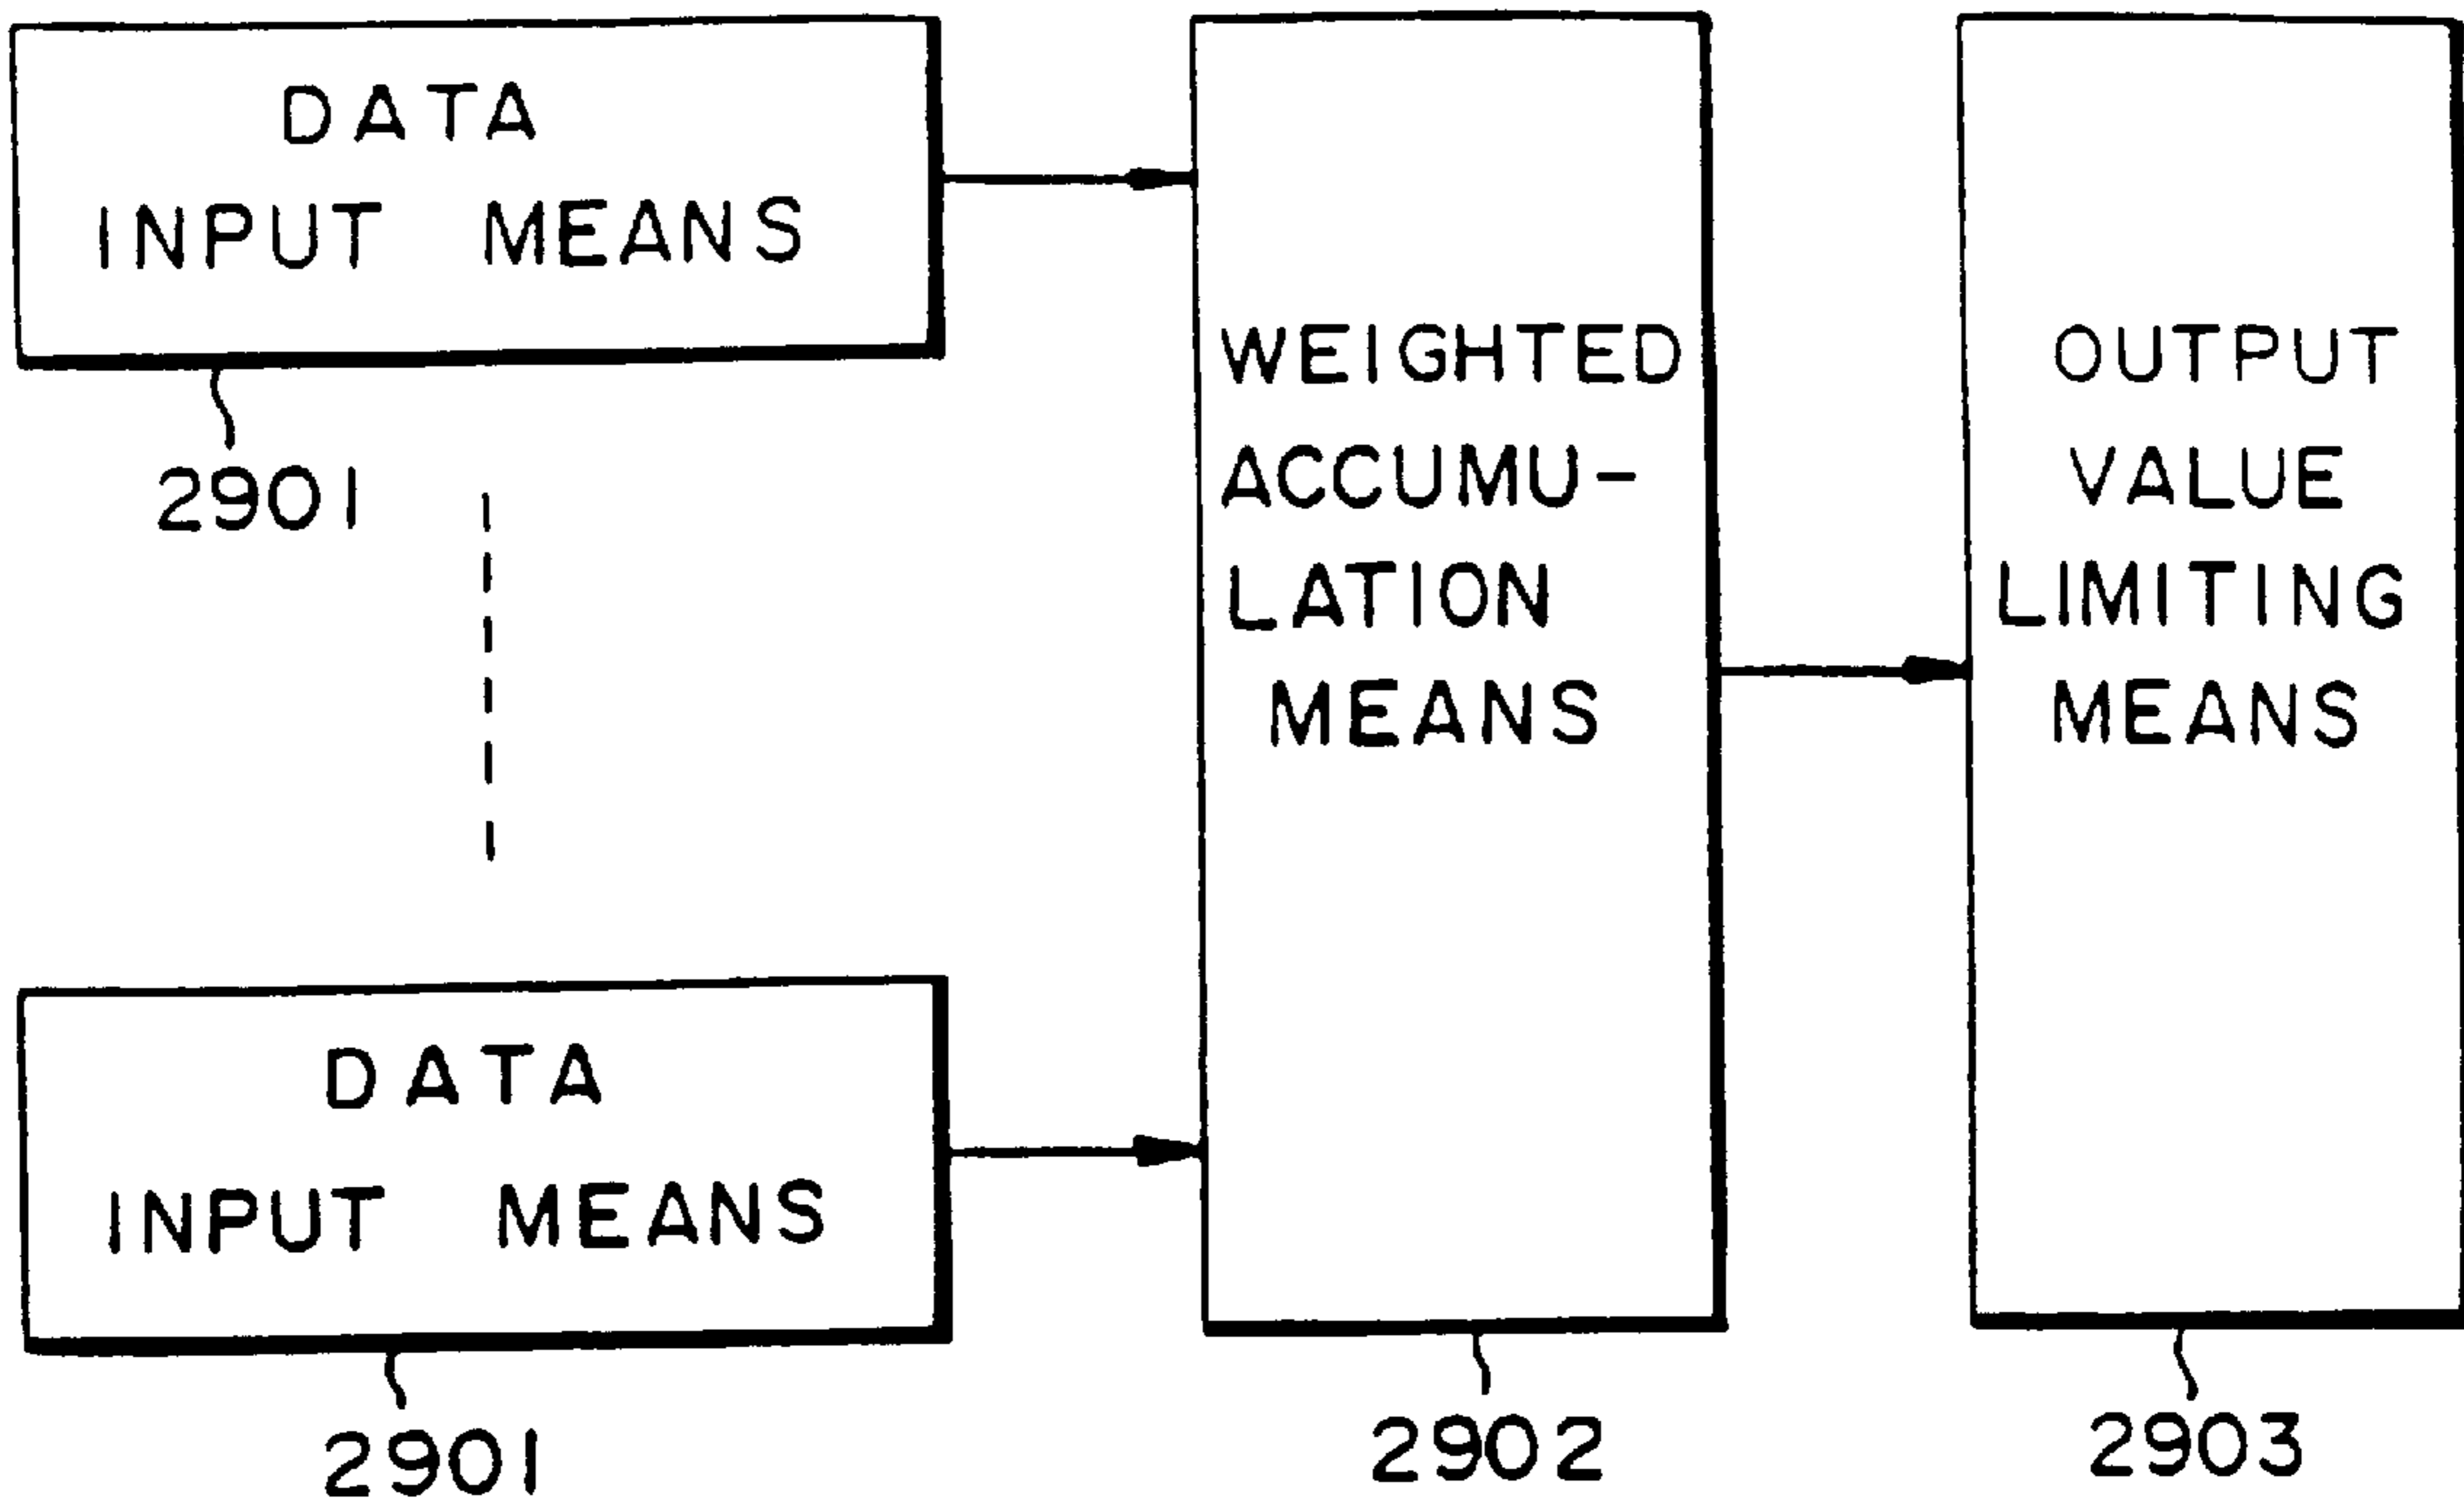 DATA
INPUT MEANS
2901
DATA
INPUT MEANS
2901
WEIGHTED
ACCUMU-
LATION
MEANS
2902
OUTPUT
VALUE
LIMITING
MEANS
2903